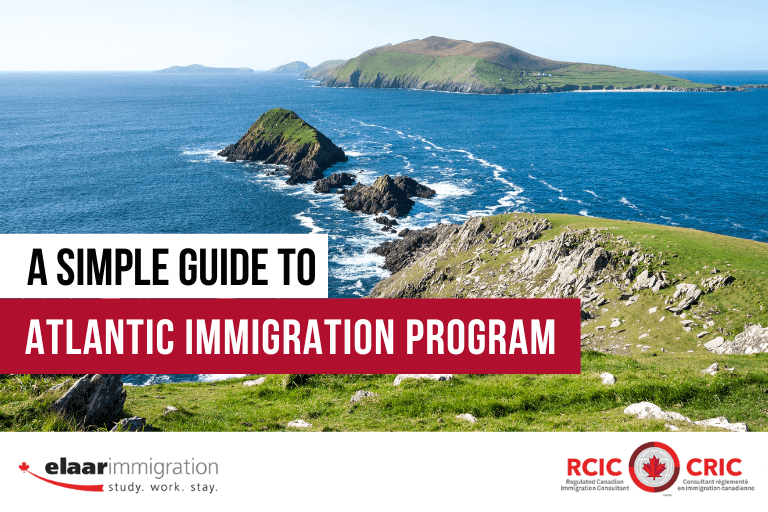 A SIMPLE GUIDE TO
ATLANTIC IMMIGRATION PROGRAM
elaarimmigration
study. work. stay.
RCIC
Regulated Canadian
Immigration Consultant
CRIC
Consultant réglementé
en immigration canadienne